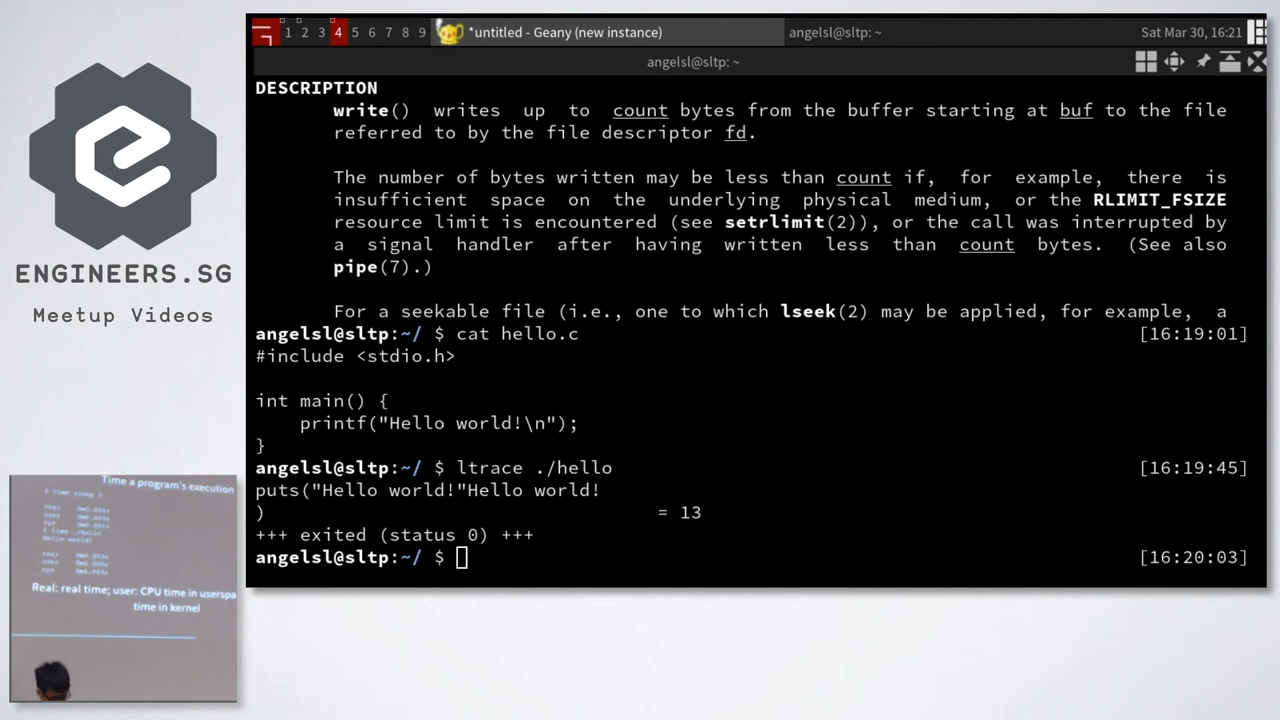 1 2 3 4 5 6 7 8 9 *untitled - Geany (new instance) angelsl@sltp: ~ Sat Mar 30, 16:21
angelsl@sltp: ~
DESCRIPTION
write() writes up to count bytes from the buffer starting at buf to the file
referred to by the file descriptor fd.
The number of bytes written may be less than count if, for example, there is
insufficient space on the underlying physical medium, or the RLIMIT_FSIZE
resource limit is encountered (see setrlimit(2)), or the call was interrupted by
a signal handler after having written less than count bytes. (See also
pipe(7).)
For a seekable file (i.e., one to which lseek(2) may be applied, for example, a
angelsl@sltp:~/ $ cat hello.c [16:19:01]
#include <stdio.h>
int main() {
printf("Hello world!\n");
}
angelsl@sltp:~/ $ ltrace ./hello [16:19:45]
puts("Hello world!"Hello world!
) = 13
+++ exited (status 0) +++
angelsl@sltp:~/ $ [16:20:03]
ENGINEERS.SG
Meetup Videos
Time a program's execution
real
user
sys
Hello world!
real
user
sys
Real: real time; user: CPU time in userspa
time in kernel